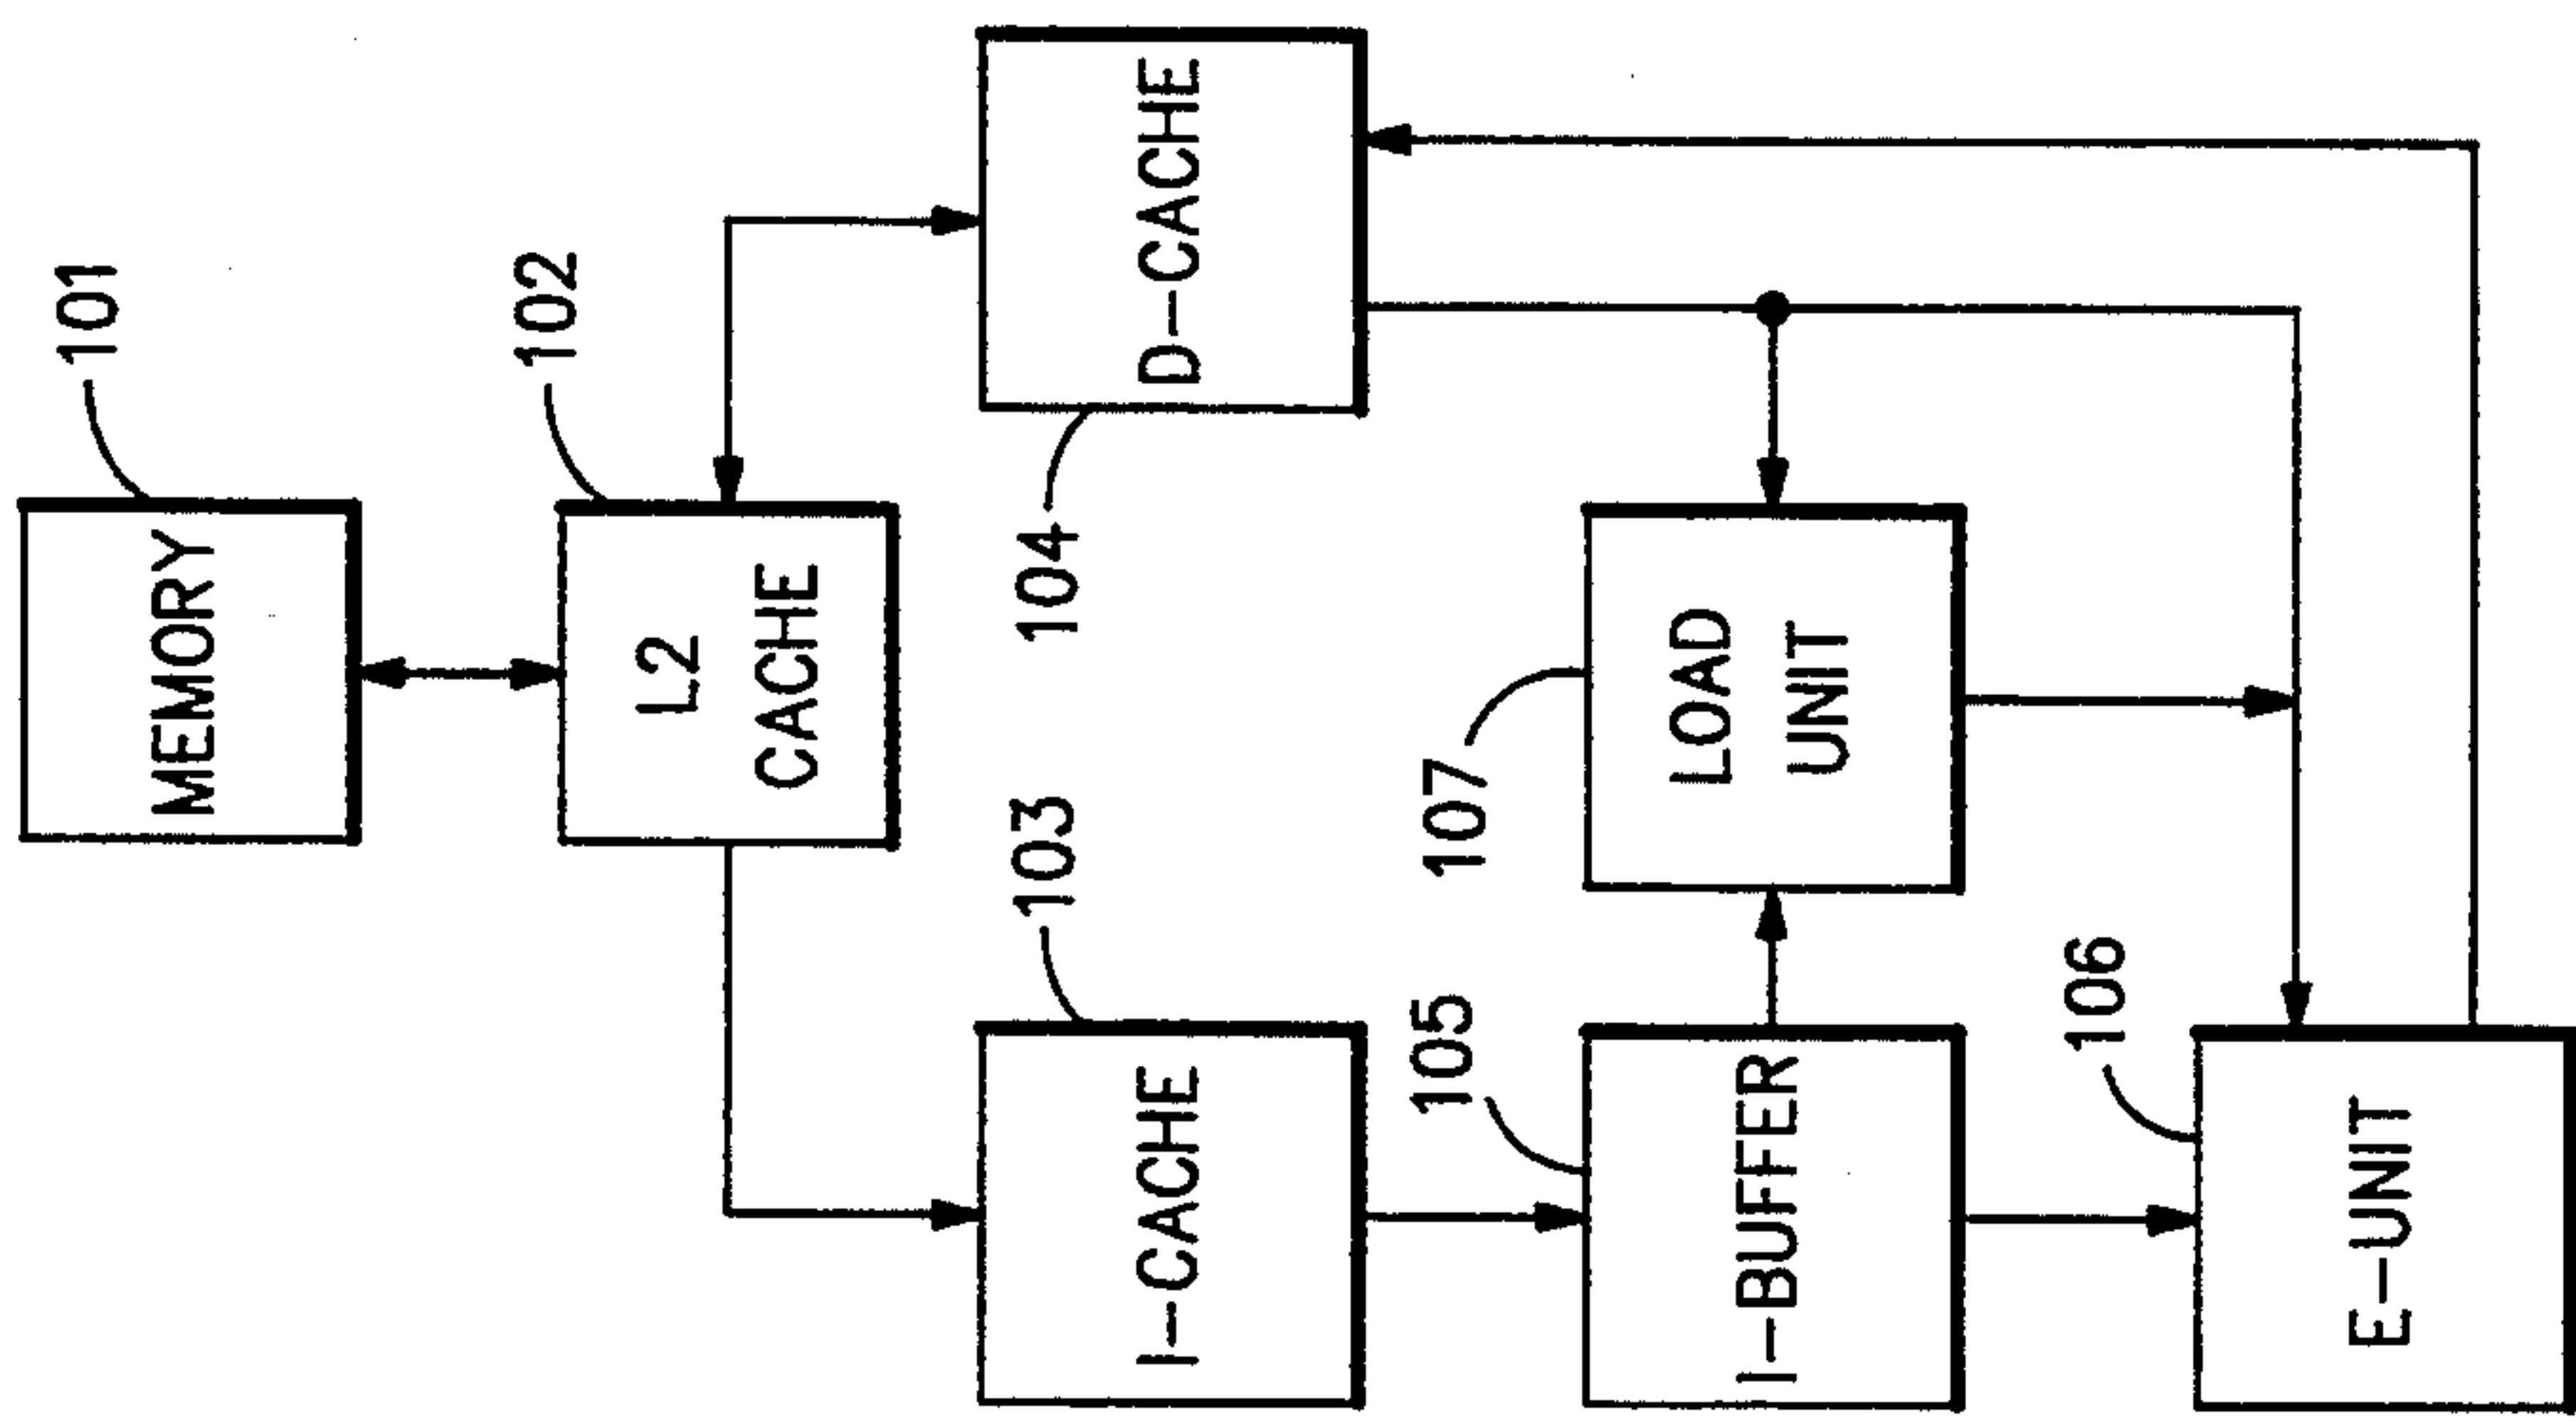 101
MEMORY
102
L2
CACHE
103
I-CACHE
104
D-CACHE
105
I-BUFFER
107
LOAD
UNIT
106
E-UNIT